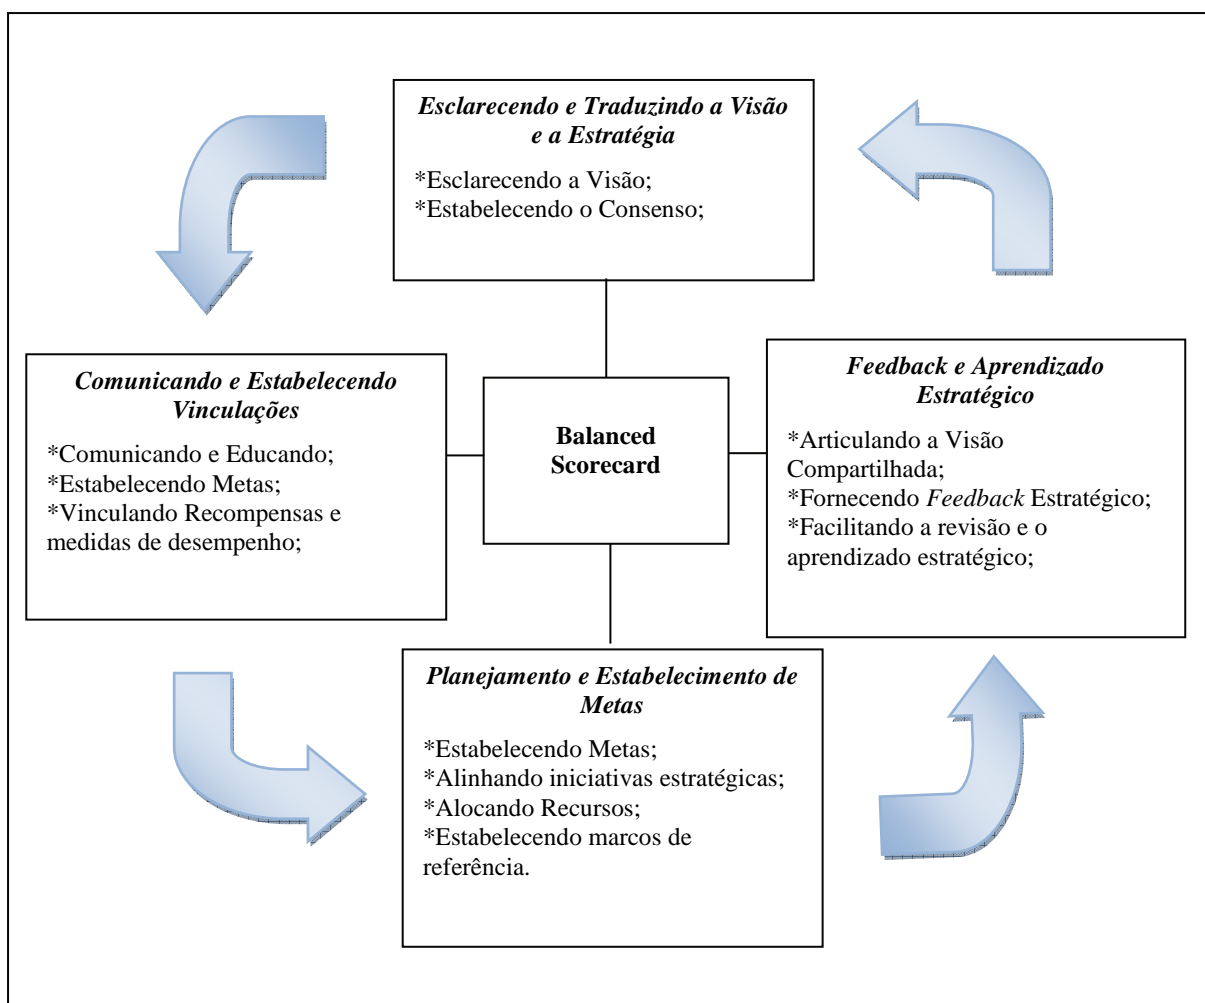 Esclarecendo e Traduzindo a Visão
e a Estratégia
*Esclarecendo a Visão;
*Estabelecendo o Consenso;
Comunicando e Estabelecendo
Vinculações
*Comunicando e Educando;
*Estabelecendo Metas;
*Vinculando Recompensas e
medidas de desempenho;
Balanced
Scorecard
Feedback e Aprendizado
Estratégico
*Articulando a Visão
Compartilhada;
*Fornecendo Feedback Estratégico;
*Facilitando a revisão e o
aprendizado estratégico;
Planejamento e Estabelecimento de
Metas
*Estabelecendo Metas;
*Alinhando iniciativas estratégicas;
*Alocando Recursos;
*Estabelecendo marcos de
referência.